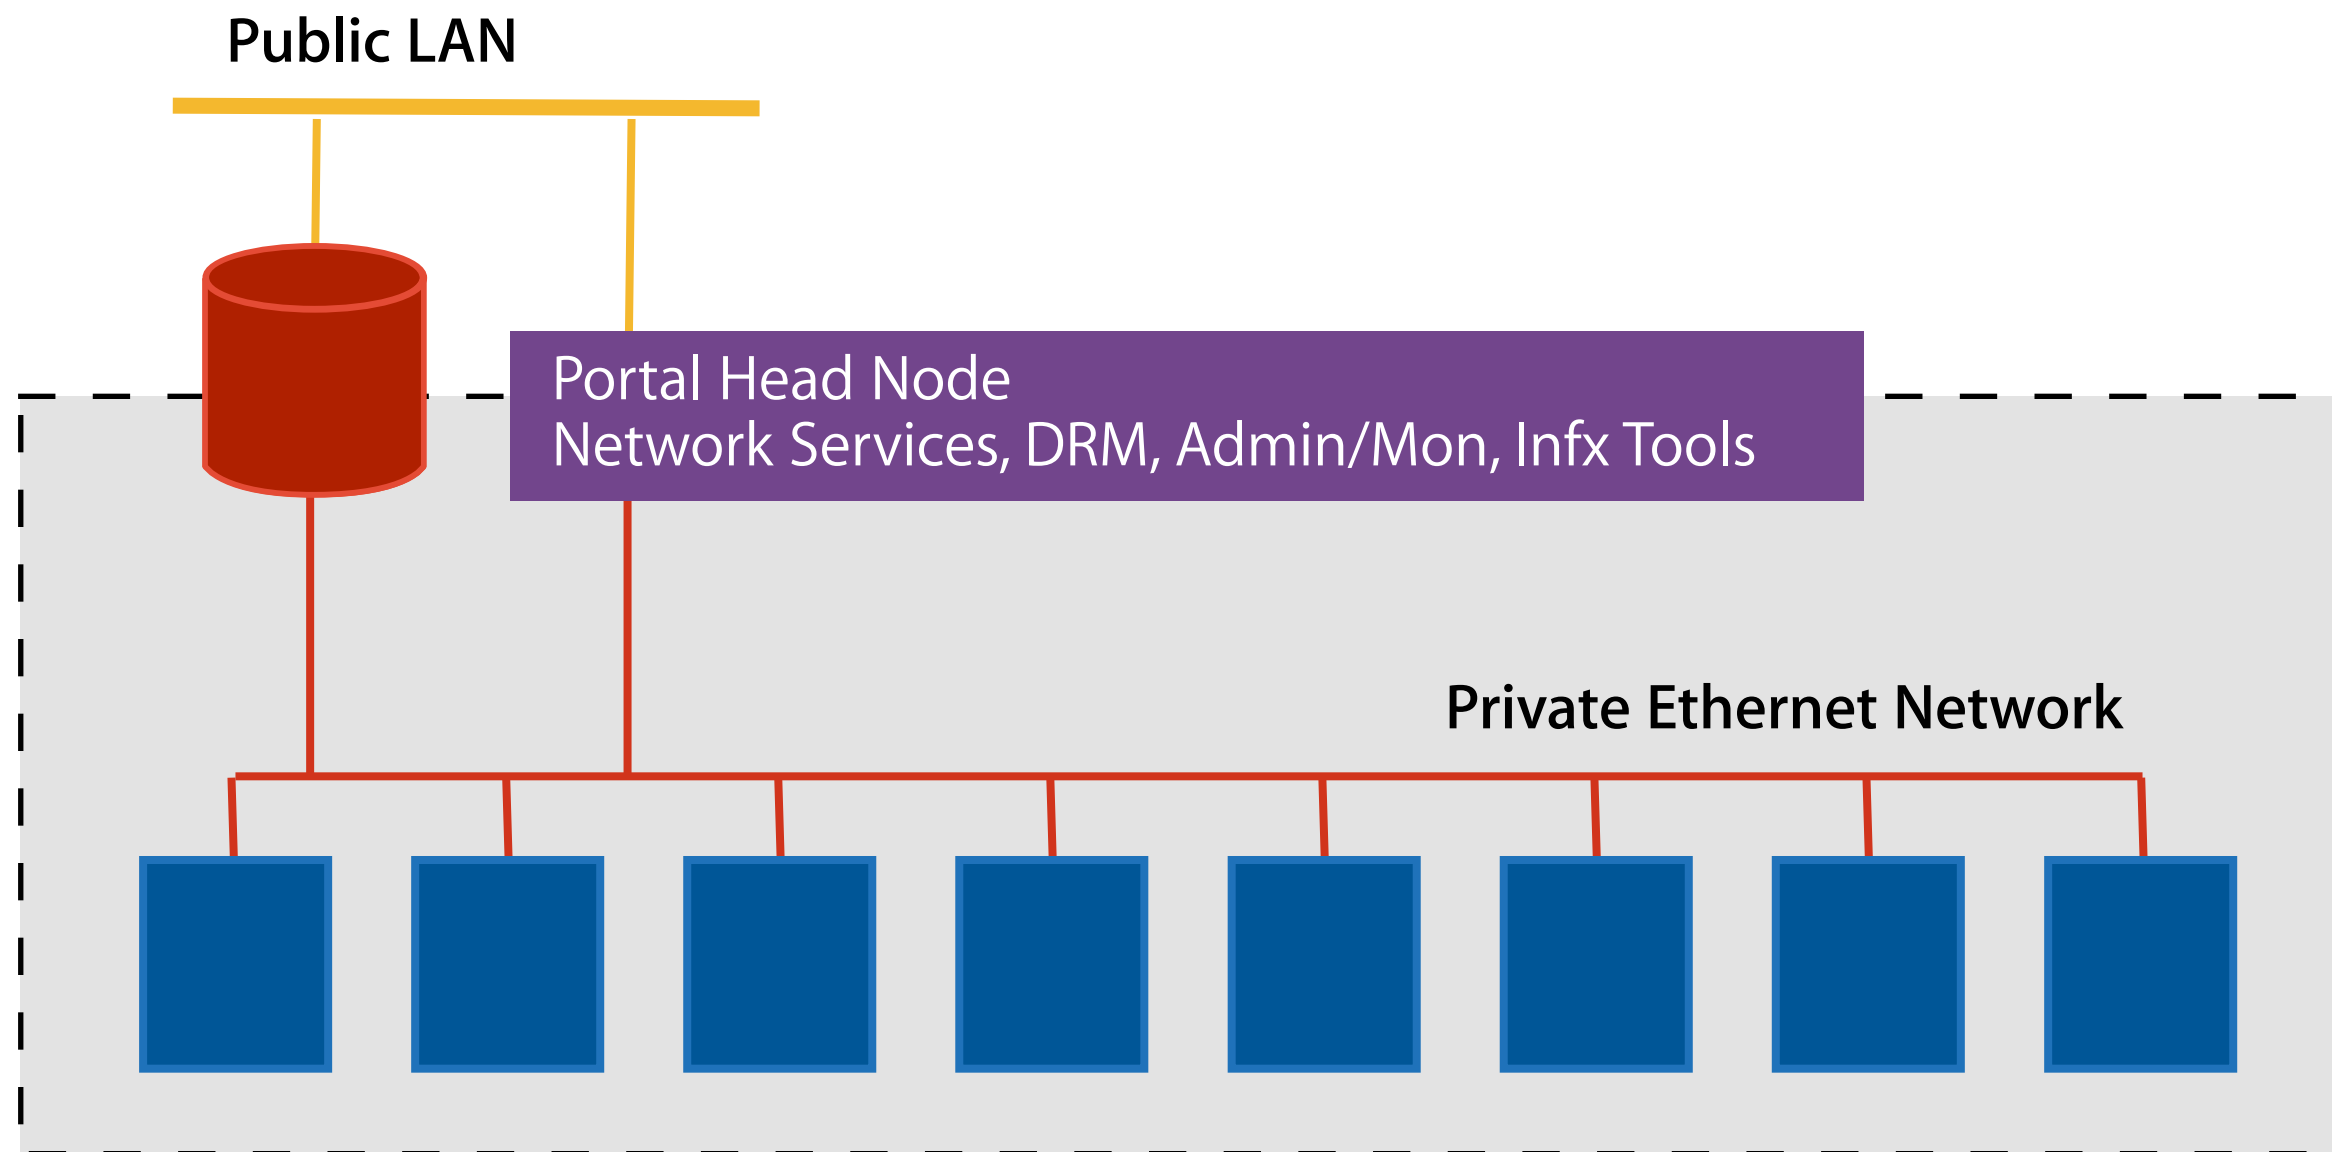 Public LAN
Portal Head Node
Network Services, DRM, Admin/Mon, Infx Tools
Private Ethernet Network